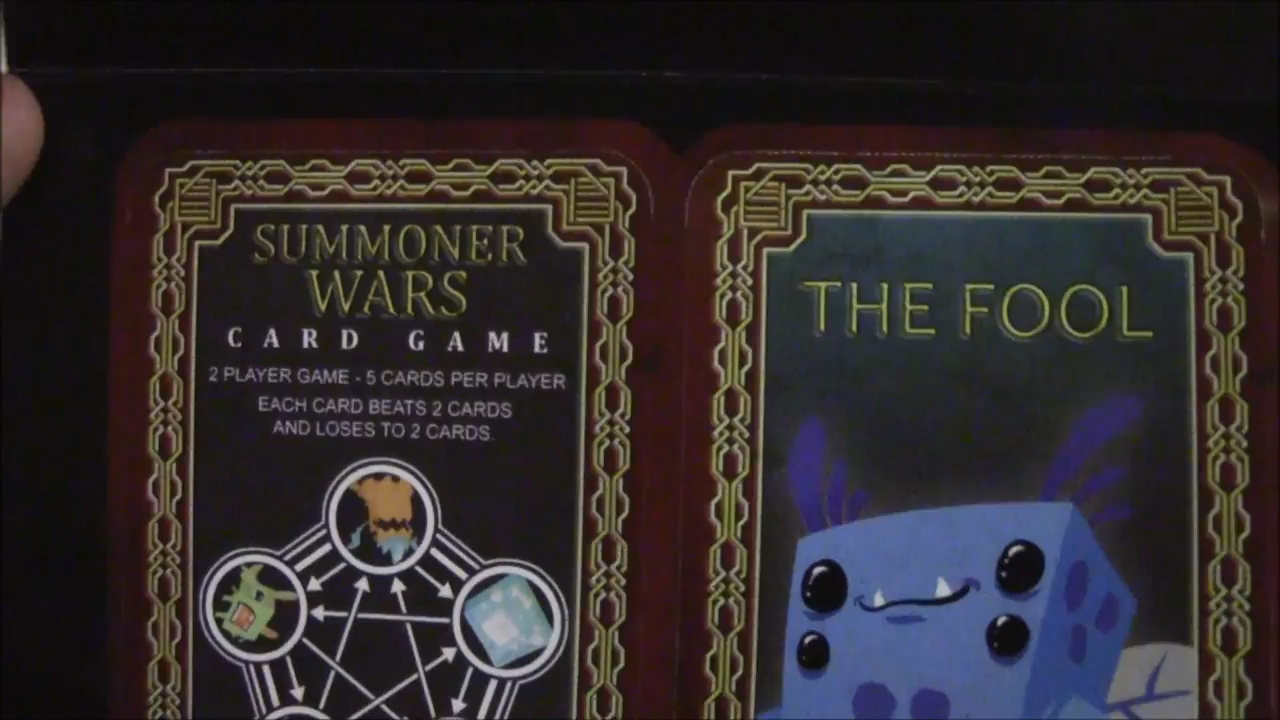 SUMMONER
WARS
CARD GAME
2 PLAYER GAME - 5 CARDS PER PLAYER
EACH CARD BEATS 2 CARDS
AND LOSES TO 2 CARDS.
THE FOOL